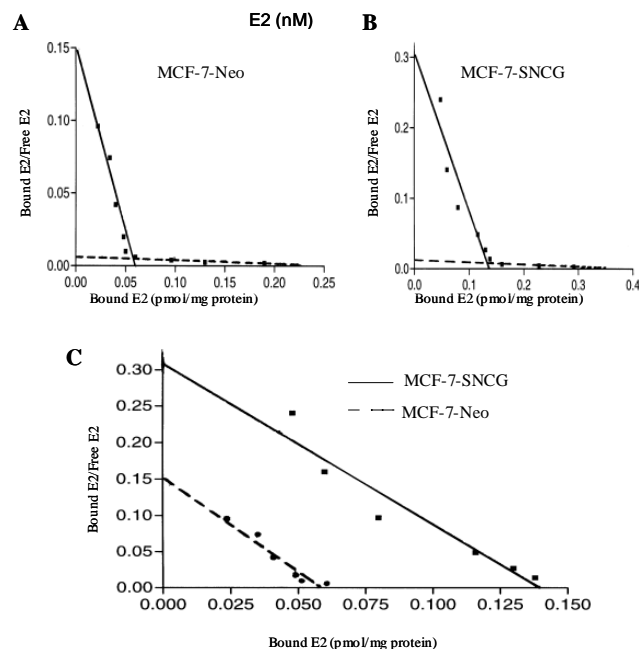 A
E2 (nM)
B
MCF-7-Neo
MCF-7-SNCG
Bound E2/Free E2
0.15
0.10
0.05
0.00
0.00 0.05 0.10 0.15 0.20 0.25
Bound E2 (pmol/mg protein)
Bound E2/Free E2
0.3
0.2
0.1
0.0
0.0 0.1 0.2 0.3 0.4
Bound E2 (pmol/mg protein)
C
MCF-7-SNCG
MCF-7-Neo
Bound E2/Free E2
0.30
0.25
0.20
0.15
0.10
0.05
0.00
0.000 0.025 0.050 0.075 0.100 0.125 0.150
Bound E2 (pmol/mg protein)